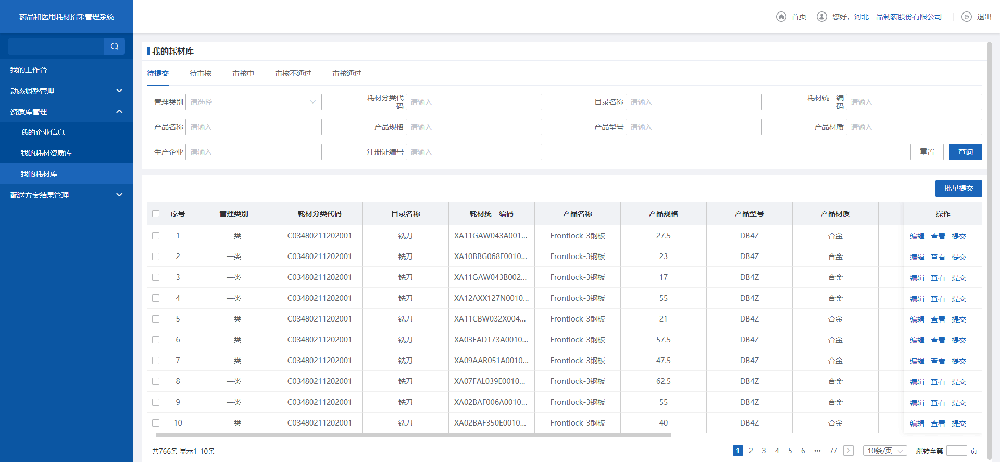 药品和医用耗材招采管理系统
首页 您好，河北一品制药股份有限公司 退出
我的工作台
动态调整管理
资质库管理
我的企业信息
我的耗材资质库
我的耗材库
配送方案结果管理
我的耗材库
待提交 待审核 审核中 审核不通过 审核通过
管理类别 请选择 耗材分类代码 请输入 目录名称 请输入 耗材统一编码 请输入
产品名称 请输入 产品规格 请输入 产品型号 请输入 产品材质 请输入
生产企业 请输入 注册证编号 请输入 重置 查询
批量提交
序号 管理类别 耗材分类代码 目录名称 耗材统一编码 产品名称 产品规格 产品型号 产品材质 操作
1 一类 C03480211202001 铣刀 XA11GAW043A001... Frontlock-3钢板 27.5 DB4Z 合金 编辑 查看 提交
2 一类 C03480211202001 铣刀 XA10BBG068E0010... Frontlock-3钢板 23 DB4Z 合金 编辑 查看 提交
3 一类 C03480211202001 铣刀 XA11GAW043B002... Frontlock-3钢板 17 DB4Z 合金 编辑 查看 提交
4 一类 C03480211202001 铣刀 XA12AXX127N0010... Frontlock-3钢板 55 DB4Z 合金 编辑 查看 提交
5 一类 C03480211202001 铣刀 XA11CBW032X004... Frontlock-3钢板 21 DB4Z 合金 编辑 查看 提交
6 一类 C03480211202001 铣刀 XA03FAD173A0010... Frontlock-3钢板 57.5 DB4Z 合金 编辑 查看 提交
7 一类 C03480211202001 铣刀 XA09AAR051A0010... Frontlock-3钢板 47.5 DB4Z 合金 编辑 查看 提交
8 一类 C03480211202001 铣刀 XA07FAL039E0010... Frontlock-3钢板 62.5 DB4Z 合金 编辑 查看 提交
9 一类 C03480211202001 铣刀 XA02BAF006A0010... Frontlock-3钢板 55 DB4Z 合金 编辑 查看 提交
10 一类 C03480211202001 铣刀 XA02BAF350E0010... Frontlock-3钢板 40 DB4Z 合金 编辑 查看 提交
共766条 显示1-10条 1 2 3 4 5 6 ••• 77 10条/页 跳转至第 页